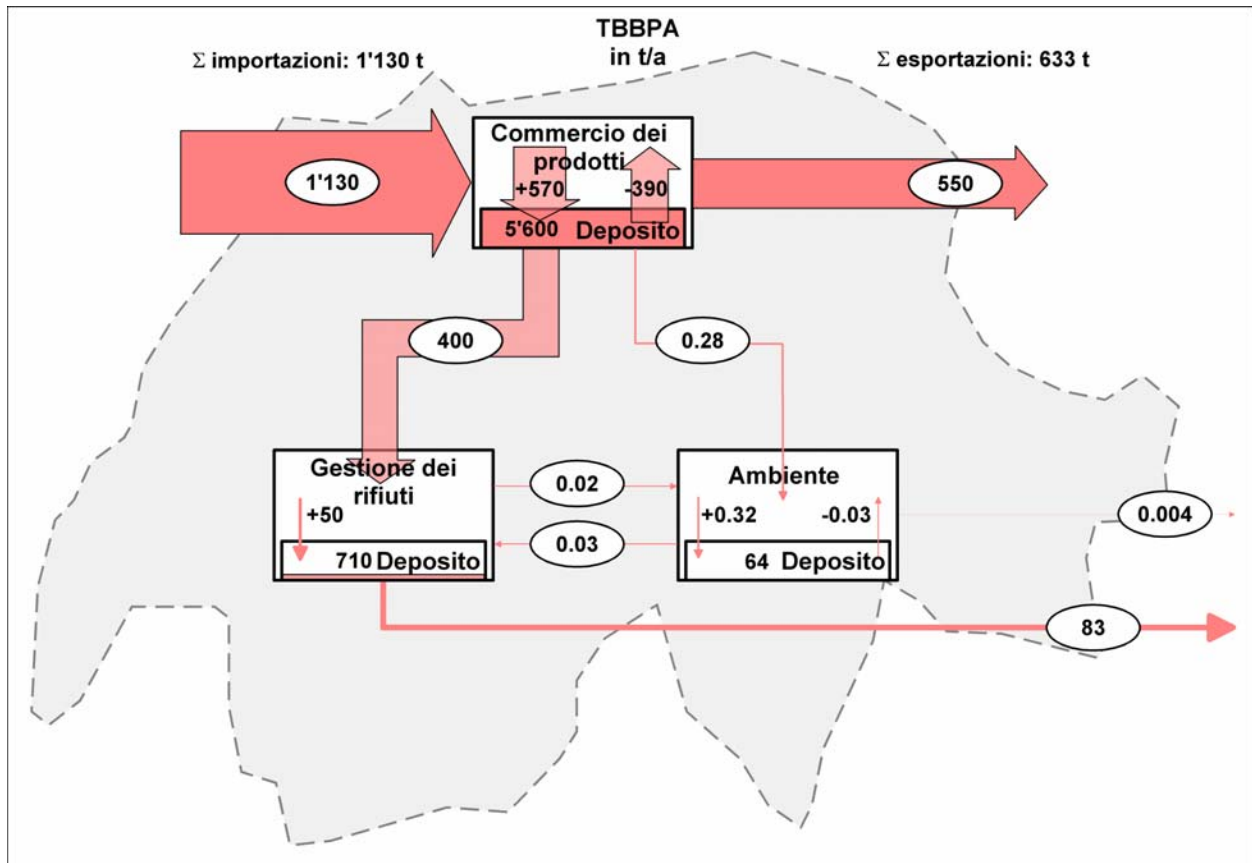 TBBPA
in t/a
Σ importazioni: 1'130 t
Σ esportazioni: 633 t
Commercio dei
prodotti
1'130
+570
-390
550
5'600 Deposito
400
0.28
Gestione dei
rifiuti
Ambiente
0.02
+50
+0.32
-0.03
0.004
0.03
710 Deposito
64 Deposito
83